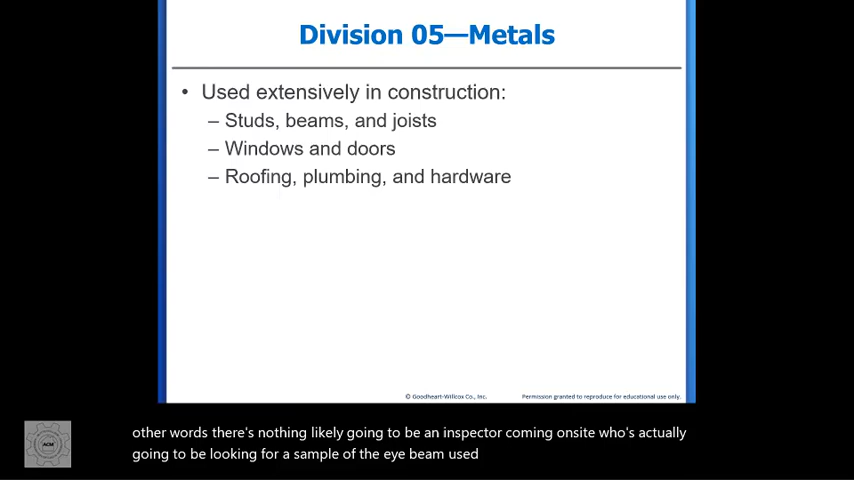 Division 05—Metals
• Used extensively in construction:
– Studs, beams, and joists
– Windows and doors
– Roofing, plumbing, and hardware
© Goodheart-Willcox Co., Inc. Permission granted to reproduce for educational use only.
ACM
other words there's nothing likely going to be an inspector coming onsite who's actually
going to be looking for a sample of the eye beam used